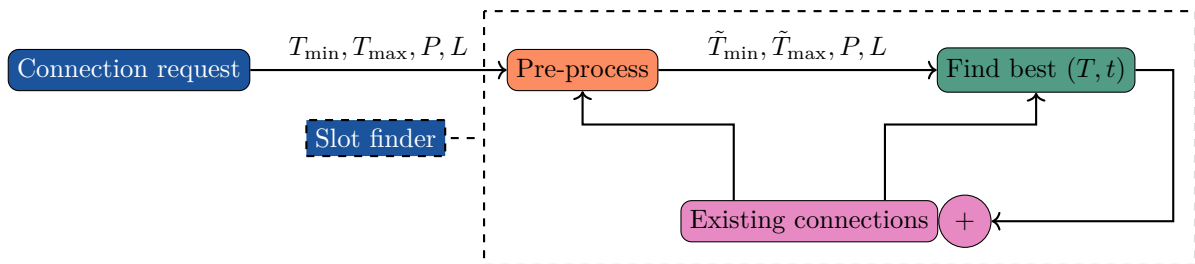 T_min, T_max, P, L
T̃_min, T̃_max, P, L
Connection request
Pre-process
Find best (T, t)
Slot finder
Existing connections
+